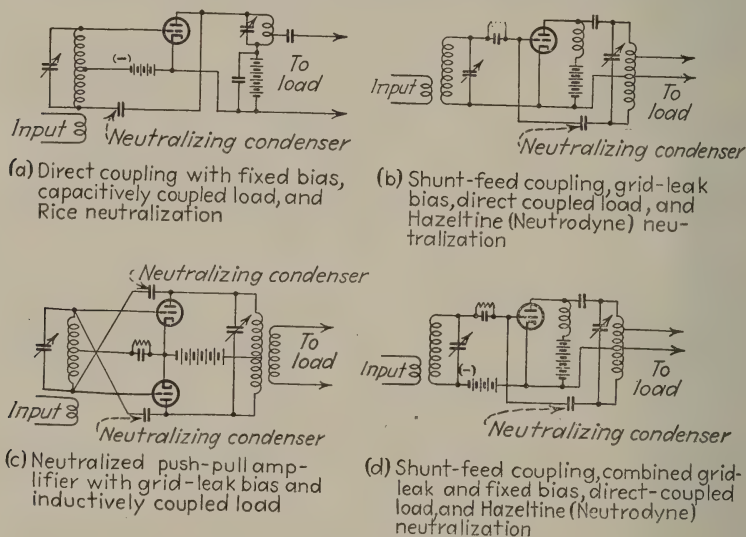 (-)
To
load
Input
Neutralizing condenser
(a) Direct coupling with fixed bias,
capacitively coupled load, and
Rice neutralization
To
load
Input
Neutralizing condenser
(b) Shunt-feed coupling, grid-leak
bias, direct coupled load, and
Hazeltine (Neutrodyne) neu-
tralization
Neutralizing condenser
To
load
Input
Neutralizing condenser
(c) Neutralized push-pull amp-
lifier with grid-leak bias and
inductively coupled load
(-)
To
load
Input
Neutralizing condenser
(d) Shunt-feed coupling, combined grid-
leak and fixed bias, direct-coupled
load, and Hazeltine (Neutrodyne)
neutralization